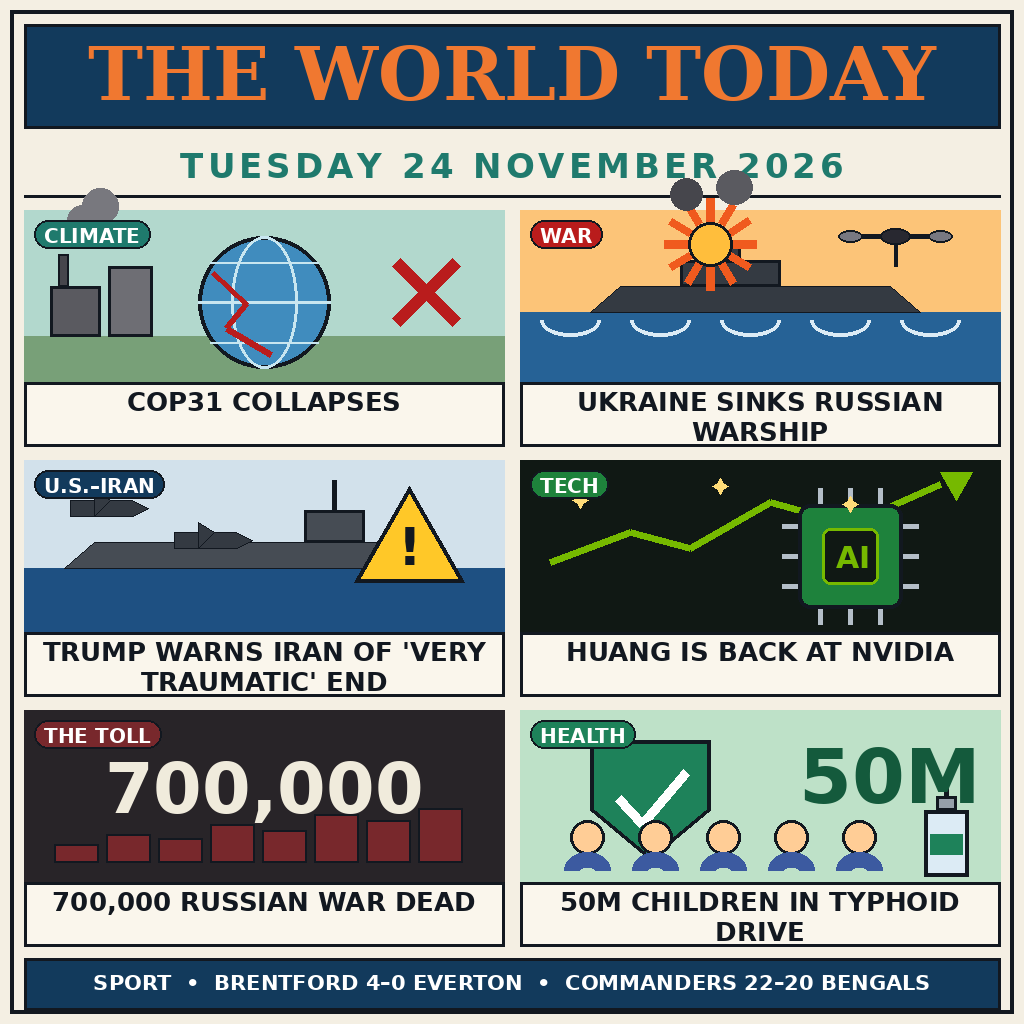 THE WORLD TODAY
TUESDAY 24 NOVEMBER 2026
CLIMATE
COP31 COLLAPSES
WAR
UKRAINE SINKS RUSSIAN
WARSHIP
U.S.–IRAN
!
TRUMP WARNS IRAN OF 'VERY
TRAUMATIC' END
TECH
AI
HUANG IS BACK AT NVIDIA
THE TOLL
700,000
700,000 RUSSIAN WAR DEAD
HEALTH
50M
50M CHILDREN IN TYPHOID
DRIVE
SPORT • BRENTFORD 4–0 EVERTON • COMMANDERS 22–20 BENGALS